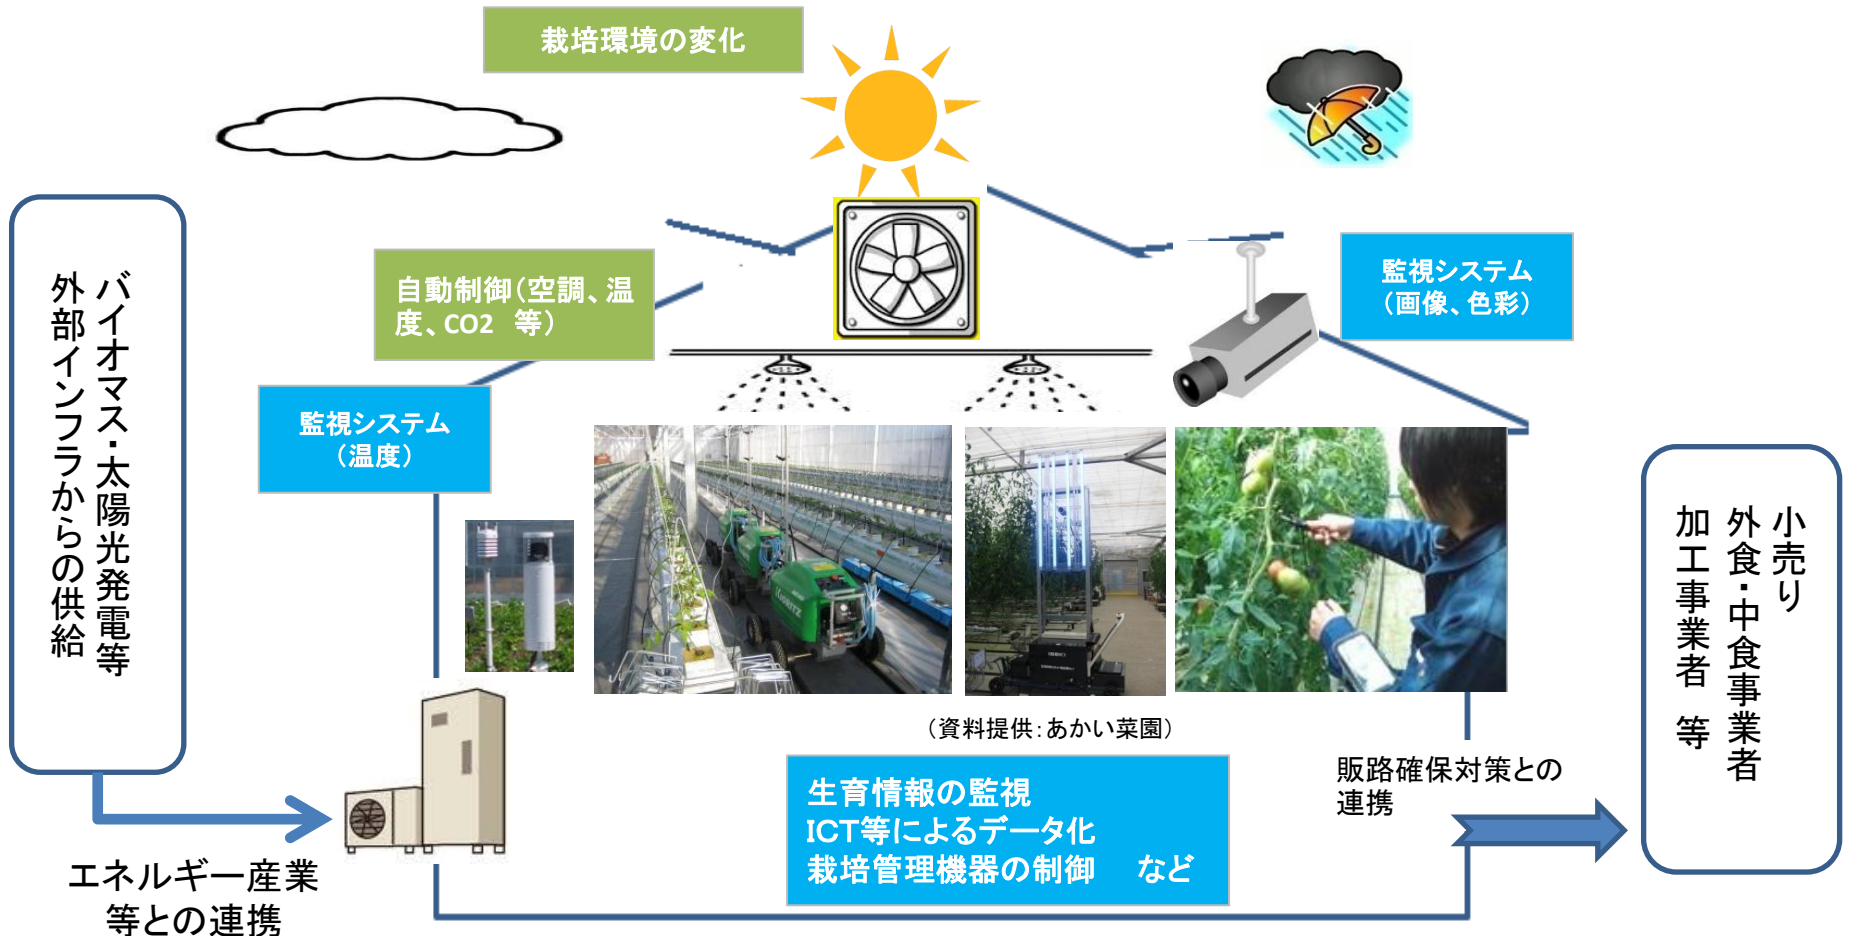 栽培環境の変化
自動制御(空調、温
度、CO2 等)
監視システム
(画像、色彩)
監視システム
(温度)
バイオマス・太陽光発電等
外部インフラからの供給
小売り
外食・中食事業者
加工事業者 等
(資料提供:あかい菜園)
生育情報の監視
ICT等によるデータ化
栽培管理機器の制御 など
販路確保対策との
連携
エネルギー産業
等との連携